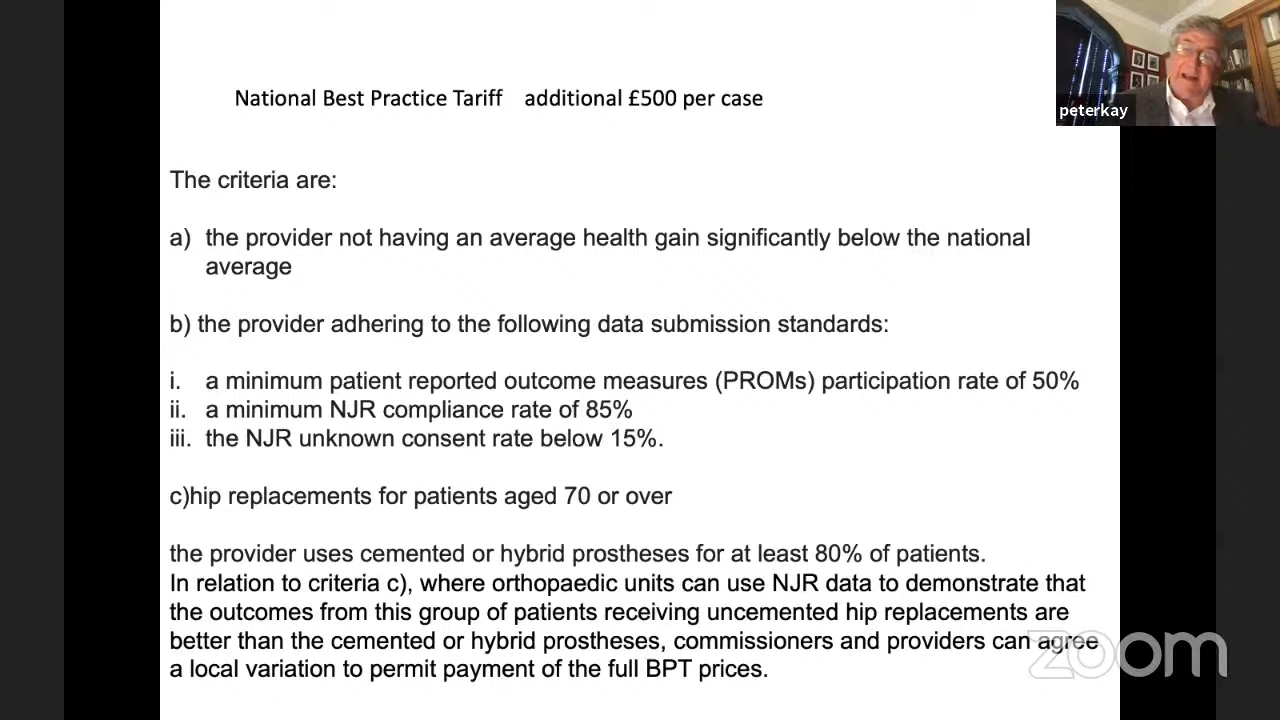 National Best Practice Tariff additional £500 per case
peterkay
The criteria are:
a) the provider not having an average health gain significantly below the national
average
b) the provider adhering to the following data submission standards:
i. a minimum patient reported outcome measures (PROMs) participation rate of 50%
ii. a minimum NJR compliance rate of 85%
iii. the NJR unknown consent rate below 15%.
c)hip replacements for patients aged 70 or over
the provider uses cemented or hybrid prostheses for at least 80% of patients.
In relation to criteria c), where orthopaedic units can use NJR data to demonstrate that
the outcomes from this group of patients receiving uncemented hip replacements are
better than the cemented or hybrid prostheses, commissioners and providers can agree
a local variation to permit payment of the full BPT prices.
zoom